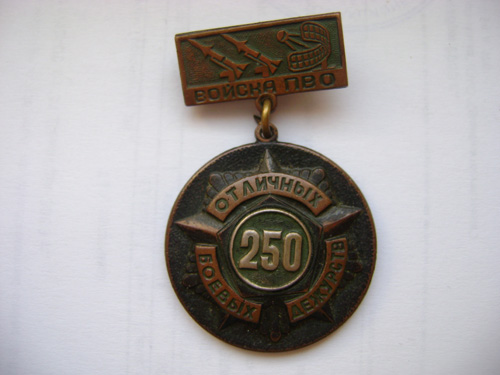 ВОЙСКА ПВО
ОТЛИЧНЫХ
250
БОЕВЫХ
ДЕЖУРСТВ